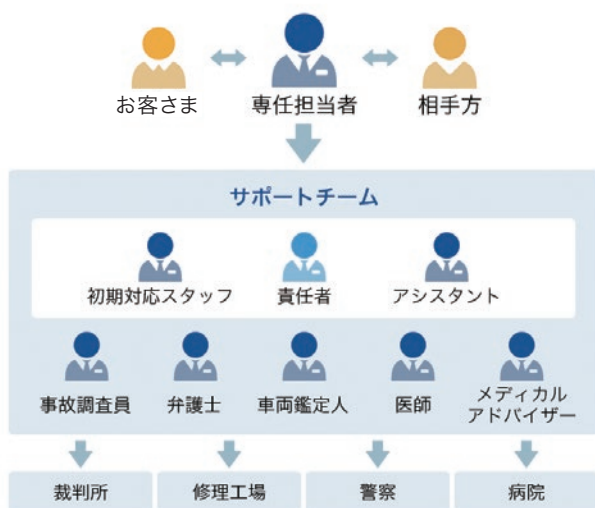 お客さま
専任担当者
相手方
サポートチーム
初期対応スタッフ
責任者
アシスタント
事故調査員
弁護士
車両鑑定人
医師
メディカル
アドバイザー
裁判所
修理工場
警察
病院